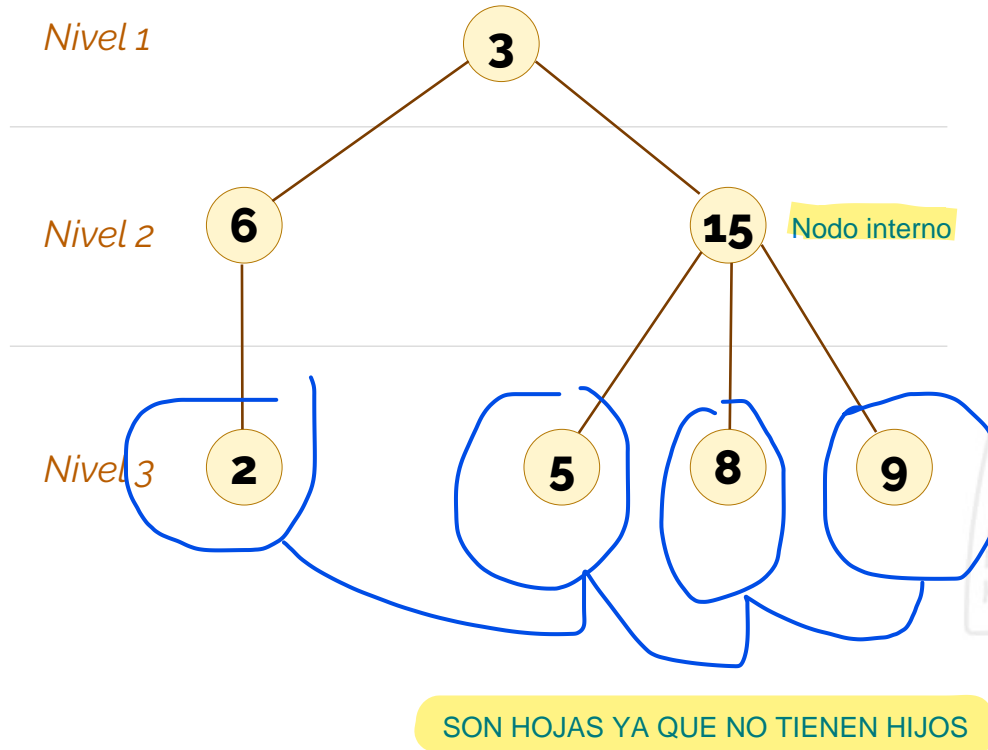 Nivel 1
3
Nivel 2
6
15
Nodo interno
Nivel 3
2
5
8
9
SON HOJAS YA QUE NO TIENEN HIJOS